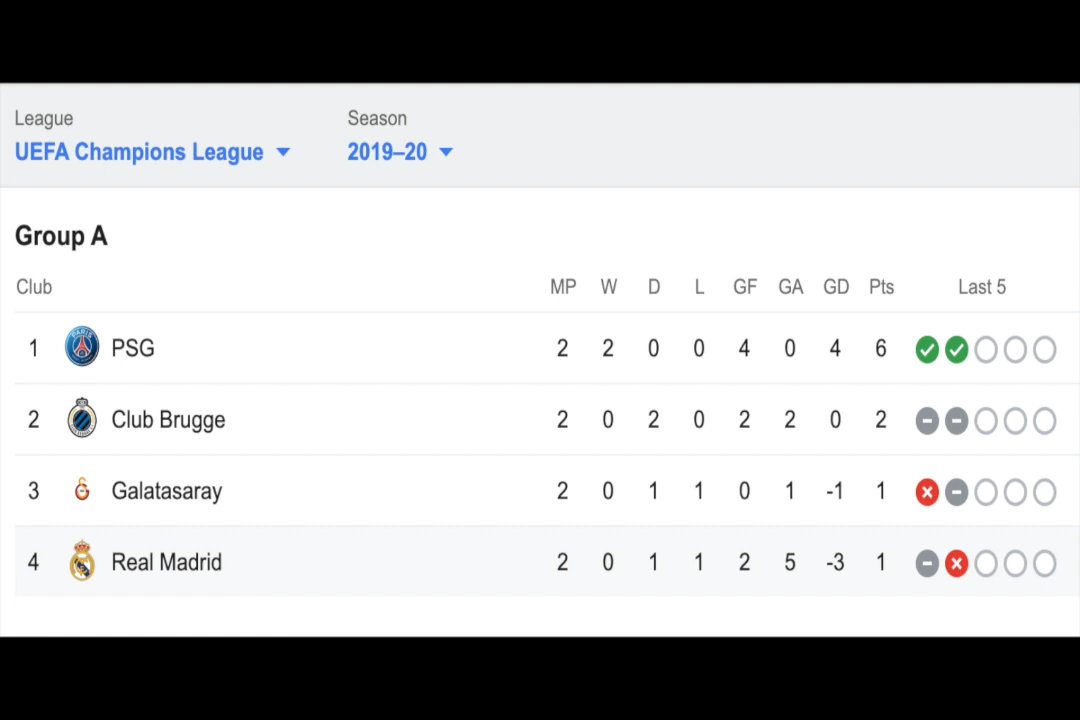 League Season
UEFA Champions League 2019–20
Group A
Club MP W D L GF GA GD Pts Last 5
1 PSG 2 2 0 0 4 0 4 6
2 Club Brugge 2 0 2 0 2 2 0 2
3 Galatasaray 2 0 1 1 0 1 -1 1
4 Real Madrid 2 0 1 1 2 5 -3 1